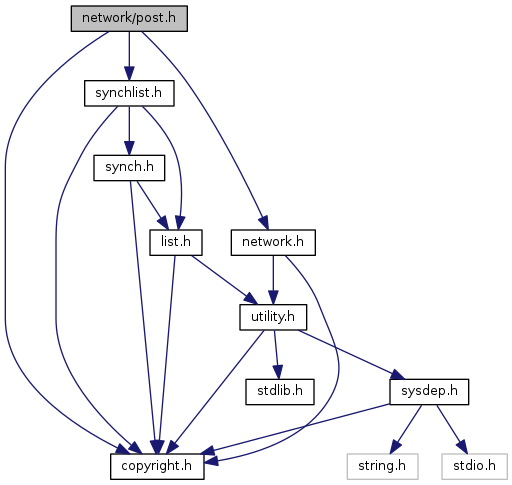 network/post.h
synchlist.h
synch.h
list.h
network.h
utility.h
stdlib.h
sysdep.h
copyright.h
string.h
stdio.h